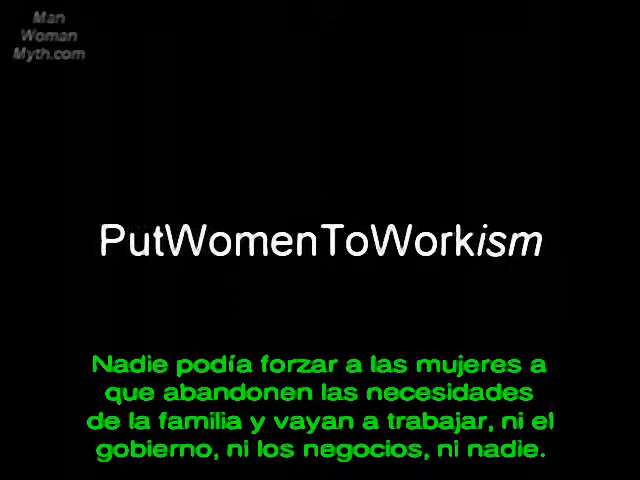 Man
Woman
Myth.com
PutWomenToWorkism
Nadie podía forzar a las mujeres a
que abandonen las necesidades
de la familia y vayan a trabajar, ni el
gobierno, ni los negocios, ni nadie.